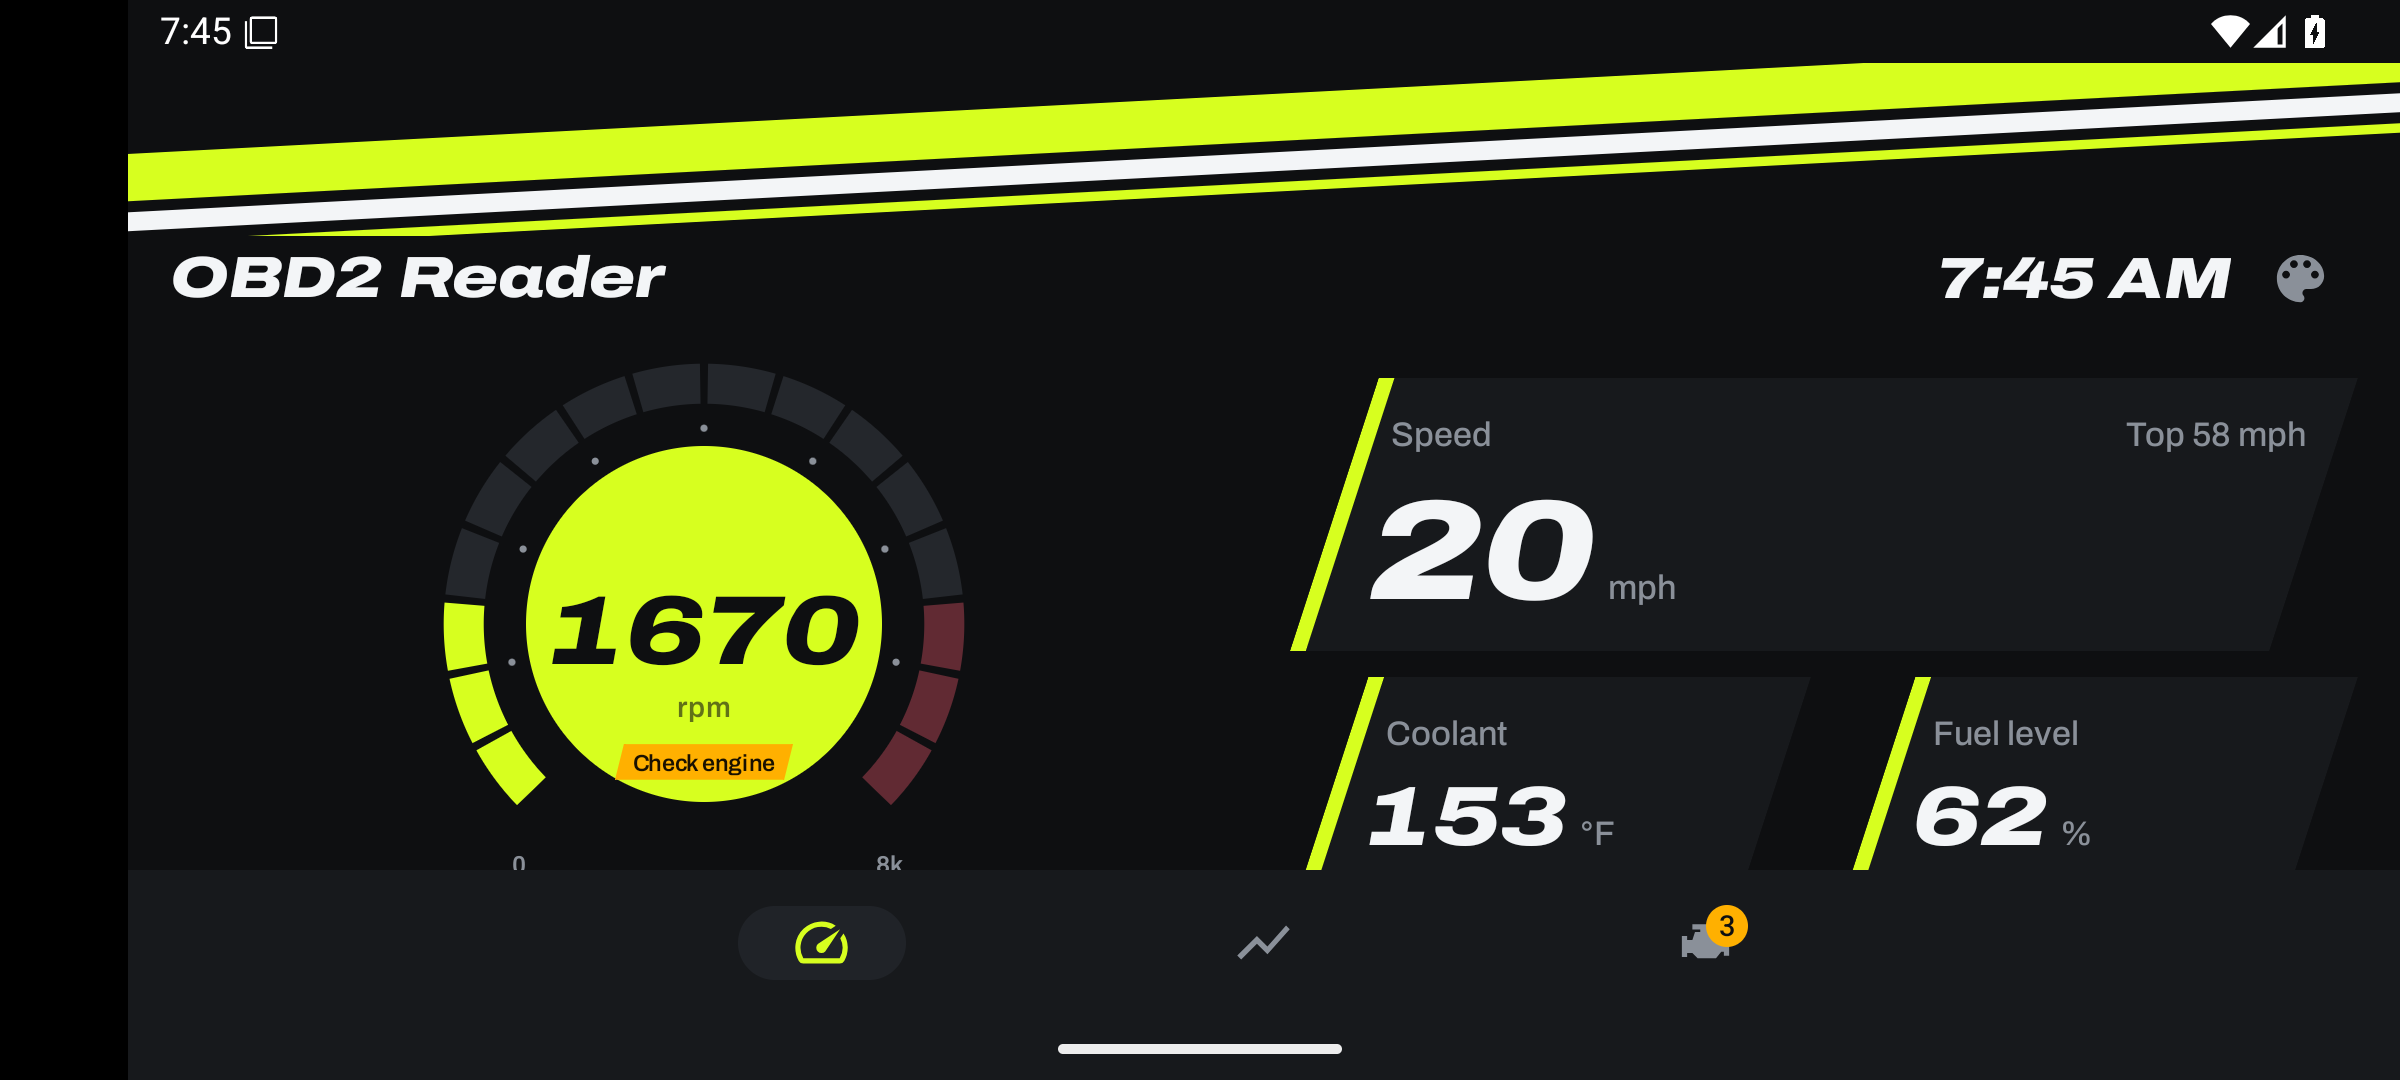 7:45
OBD2 Reader
7:45 AM
1670
rpm
Check engine
0
8k
Speed
Top 58 mph
20 mph
Coolant
153 °F
Fuel level
62 %
3